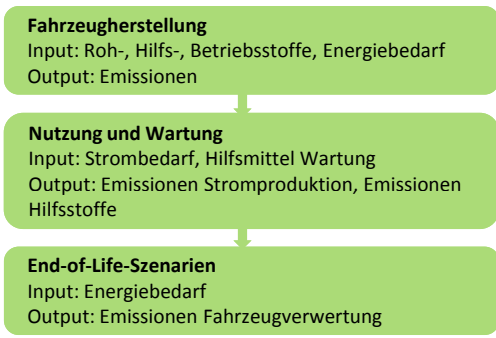 Fahrzeugherstellung
Input: Roh-, Hilfs-, Betriebsstoffe, Energiebedarf
Output: Emissionen
Nutzung und Wartung
Input: Strombedarf, Hilfsmittel Wartung
Output: Emissionen Stromproduktion, Emissionen
Hilfsstoffe
End-of-Life-Szenarien
Input: Energiebedarf
Output: Emissionen Fahrzeugverwertung